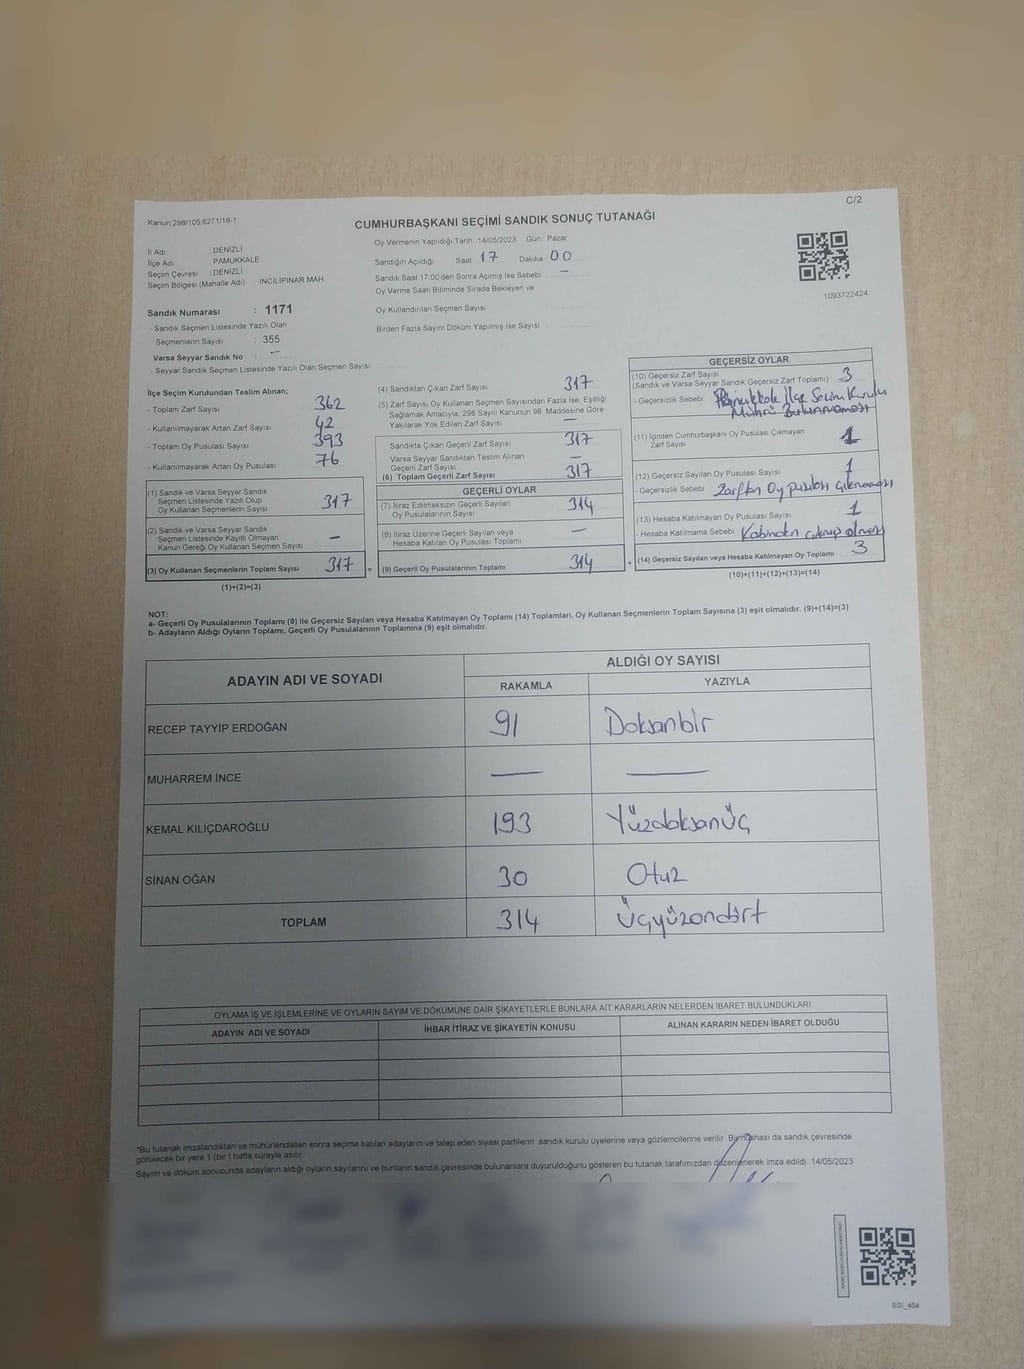 C/2
Kanun;298/105,6271/18-1
CUMHURBAŞKANI SEÇİMİ SANDIK SONUÇ TUTANAĞI
İl Adı DENİZLİ
İlçe Adı PAMUKKALE
Seçim Çevresi :DENİZLİ
Seçim Bölgesi (Mahalle Adı) İNCİLİPINAR MAH.
Oy Vermenin Yapıldığı Tarih :14/05/2023 Gün : Pazar
Sandığın Açıldığı Saat 17 Dakika 00
Sandık Saat 17:00'den Sonra Açımış İse Sebebi —
Oy Verme Saati Bitiminde Sırada Bekleyen ve
Oy Kullandırılan Seçmen Sayısı
Birden Fazla Sayım Döküm Yapılmış İse Sayısı
1093722424
Sandık Numarası : 1171
- Sandık Seçmen Listesinde Yazılı Olan
Seçmenlerin Sayısı : 355
Varsa Seyyar Sandık No : —
- Seyyar Sandık Seçmen Listesinde Yazılı Olan Seçmen Sayısı
İlçe Seçim Kurulundan Teslim Alınan;
- Toplam Zarf Sayısı 362
- Kullanılmayarak Artan Zarf Sayısı 42
- Toplam Oy Pusulası Sayısı 393
- Kullanılmayarak Artan Oy Pusulası 76
(1) Sandık ve Varsa Seyyar Sandık
Seçmen Listesinde Yazılı Olup
Oy Kullanan Seçmenlerin Sayısı 317
(2) Sandık ve Varsa Seyyar Sandık
Seçmen Listesinde Kayıtlı Olmayan
Kanun Gereği Oy Kullanan Seçmen Sayısı —
(3) Oy Kullanan Seçmenlerin Toplam Sayısı 317 =
(1)+(2)=(3)
(4) Sandıktan Çıkan Zarf Sayısı 317
(5) Zarf Sayısı Oy Kullanan Seçmen Sayısından Fazla İse, Eşitliği
Sağlamak Amacıyla, 298 Sayılı Kanunun 98. Maddesine Göre
Yakılarak Yok Edilen Zarf Sayısı —
Sandıkta Çıkan Geçerli Zarf Sayısı 317
Varsa Seyyar Sandıktan Teslim Alınan
Geçerli Zarf Sayısı —
(6) Toplam Geçerli Zarf Sayısı 317
GEÇERLİ OYLAR
(7) İtiraz Edilmeksizin Geçerli Sayılan
Oy Pusulalarının Sayısı 314
(8) İtiraz Üzerine Geçerli Sayılan veya
Hesaba Katılan Oy Pusulası Toplamı —
(9) Geçerli Oy Pusulalarının Toplamı 314 +
GEÇERSİZ OYLAR
(10) Geçersiz Zarf Sayısı
(Sandık ve Varsa Seyyar Sandık Geçersiz Zarf Toplamı) 3
- Geçersizlik Sebebi Pamukkale İlçe Seçim Kurulu
Mührü Bulunmaması
(11) İçinden Cumhurbaşkanı Oy Pusulası Çıkmayan
Zarf Sayısı 1
(12) Geçersiz Sayılan Oy Pusulası Sayısı 1
- Geçersizlik Sebebi Zarftan Oy pusulası çıkmaması
(13) Hesaba Katılmayan Oy Pusulası Sayısı 1
- Hesaba Katılmama Sebebi Kabinden çıkmış olması
(14) Geçersiz Sayılan veya Hesaba Katılmayan Oy Toplamı 3
(10)+(11)+(12)+(13)=(14)
NOT:
a- Geçerli Oy Pusulalarının Toplamı (9) ile Geçersiz Sayılan veya Hesaba Katılmayan Oy Toplamı (14) Toplamları, Oy Kullanan Seçmenlerin Toplam Sayısına (3) eşit olmalıdır. (9)+(14)=(3)
b- Adayların Aldığı Oyların Toplamı, Geçerli Oy Pusulalarının Toplamına (9) eşit olmalıdır.
ADAYIN ADI VE SOYADI ALDIĞI OY SAYISI
RAKAMLA YAZIYLA
RECEP TAYYİP ERDOĞAN 91 Doksanbir
MUHARREM İNCE — —
KEMAL KILIÇDAROĞLU 193 Yüzdoksanüç
SİNAN OĞAN 30 Otuz
TOPLAM 314 Üçyüzondört
OYLAMA İŞ VE İŞLEMLERİNE VE OYLARIN SAYIM VE DÖKÜMÜNE DAİR ŞİKAYETLERLE BUNLARA AİT KARARLARIN NELERDEN İBARET BULUNDUKLARI
ADAYIN ADI VE SOYADI İHBAR İTİRAZ VE ŞİKAYETİN KONUSU ALINAN KARARIN NEDEN İBARET OLDUĞU
*Bu tutanak imzalandıktan ve mühürlendikten sonra seçime katılan adayların ve talep eden siyasi partilerin sandık kurulu üyelerine veya gözlemcilerine verilir. Bir nüshası da sandık çevresinde
görülecek bir yere 1 (bir ) hafta süreyle asılır.
Sayım ve döküm sonucunda adayların aldığı oyların sayılarını ve bunların sandık çevresinde bulunanlara duyurulduğunu gösteren bu tutanak tarafımızdan düzenlenerek imza edildi. 14/05/2023
SSI_404